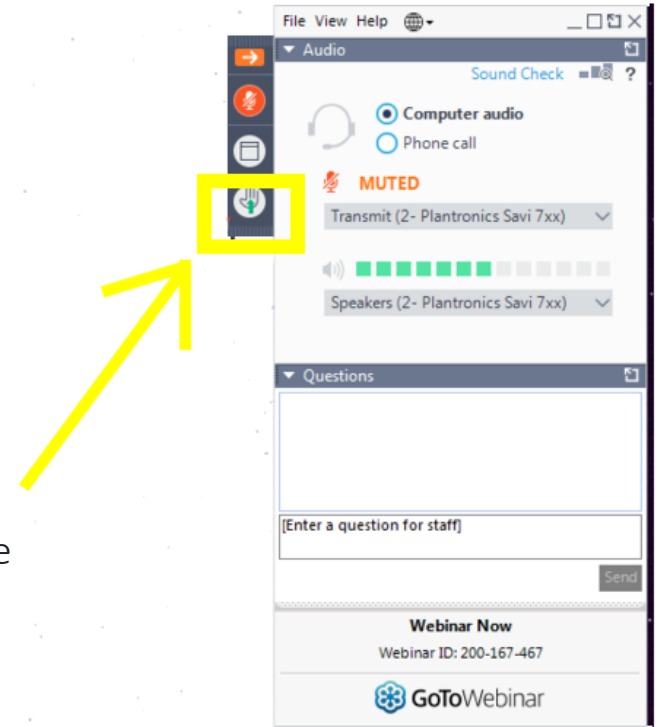 File View Help
Audio
Sound Check ?
Computer audio
Phone call
MUTED
Transmit (2- Plantronics Savi 7xx)
Speakers (2- Plantronics Savi 7xx)
Questions
[Enter a question for staff]
e
Send
Webinar Now
Webinar ID: 200-167-467
GoToWebinar